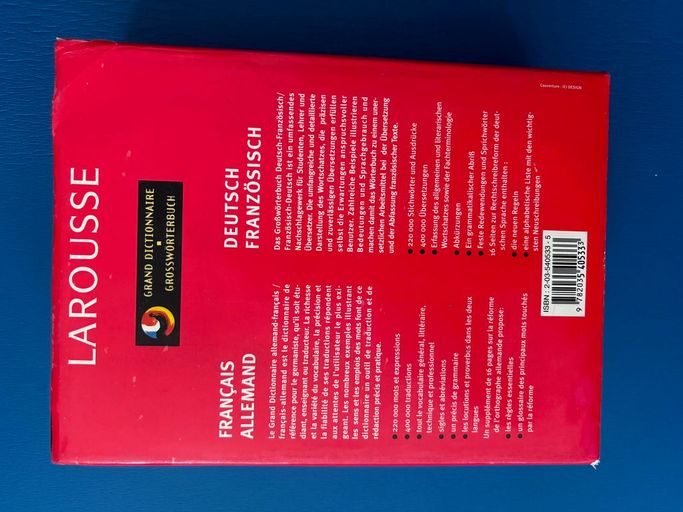 Couverture : ICI DESIGN
LAROUSSE
GRAND DICTIONNAIRE
GROSSWÖRTERBUCH
FRANÇAIS
ALLEMAND
Le Grand Dictionnaire allemand-français /
français-allemand est le dictionnaire de
référence pour le germaniste, qu'il soit étu-
diant, enseignant ou traducteur. La richesse
et la variété du vocabulaire, la précision et
la fiabilité de ses traductions répondent
aux attentes de l'utilisateur le plus exi-
geant. Les nombreux exemples illustrant
les sens et les emplois des mots font de ce
dictionnaire un outil de traduction et de
rédaction précis et pratique.
• 220 000 mots et expressions
• 400 000 traductions
• tout le vocabulaire général, littéraire,
technique et professionnel
• sigles et abréviations
• un précis de grammaire
• les locutions et proverbes dans les deux
langues
Un supplément de 16 pages sur la réforme
de l'orthographe allemande propose:
• les règles essentielles
• un glossaire des principaux mots touchés
par la réforme
DEUTSCH
FRANZÖSISCH
Das Großwörterbuch Deutsch-Französisch/
Französisch-Deutsch ist ein umfassendes
Nachschlagewerk für Studenten, Lehrer und
Übersetzer. Die umfangreiche und detaillierte
Darstellung des Wortschatzes, die präzisen
und zuverlässigen Übersetzungen erfüllen
selbst die Erwartungen anspruchsvoller
Benutzer. Zahlreiche Beispiele illustrieren
Bedeutungen und Sprachgebrauch und
machen damit das Wörterbuch zu einem uner-
setzlichen Arbeitsmittel bei der Übersetzung
und der Abfassung französischer Texte.
• 220 000 Stichwörter und Ausdrücke
• 400 000 Übersetzungen
• Erfassung des allgemeinen und literarischen
Wortschatzes sowie der Fachterminologie
• Abkürzungen
• Ein grammatikalischer Abriß
• Feste Redewendungen und Sprichwörter
16 Seiten zur Rechtschreibreform der deut-
schen Sprache enthalten :
• die neuen Regeln
• eine alphabetische Liste mit den wichtig-
sten Neuschreibungen
ISBN : 2-03-540533-5
9 782035 405333